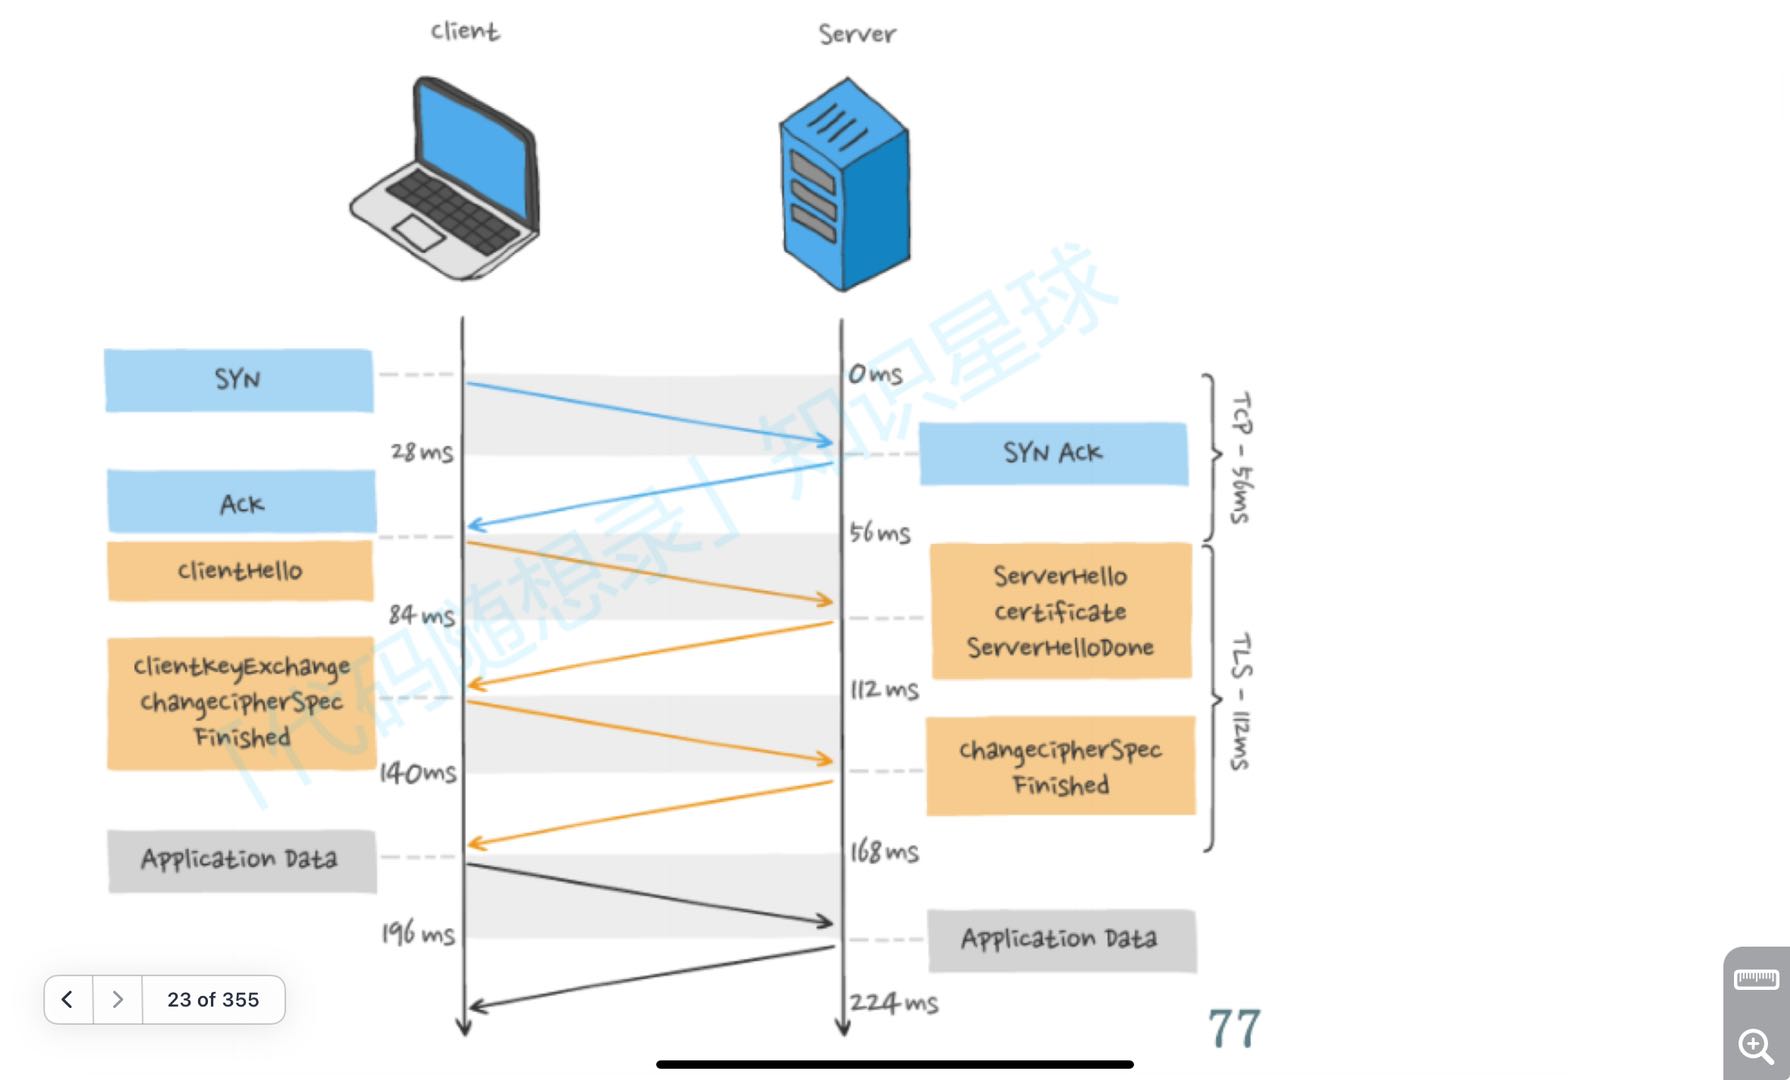 client
Server
SYN
0ms
28ms
SYN Ack
TCP - 56ms
Ack
56ms
clientHello
ServerHello
certificate
ServerHelloDone
84ms
clientkeyExchange
changecipherSpec
Finished
112ms
TLS - 112ms
changecipherSpec
Finished
140ms
Application Data
168ms
196ms
Application Data
224ms
「代码随想录」知识星球
23 of 355
77